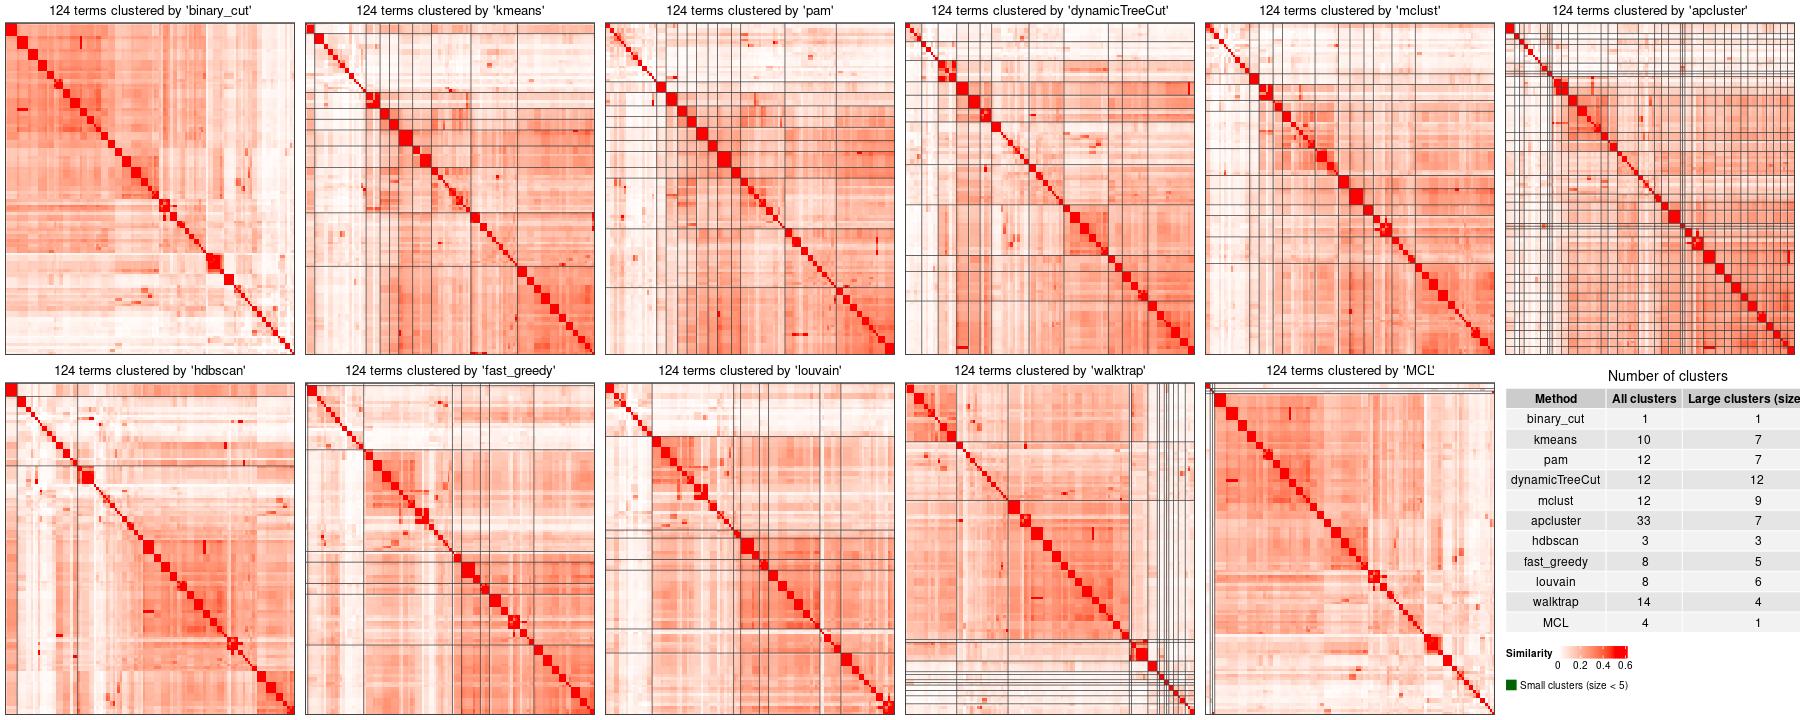 124 terms clustered by 'binary_cut'
124 terms clustered by 'kmeans'
124 terms clustered by 'pam'
124 terms clustered by 'dynamicTreeCut'
124 terms clustered by 'mclust'
124 terms clustered by 'apcluster'
124 terms clustered by 'hdbscan'
124 terms clustered by 'fast_greedy'
124 terms clustered by 'louvain'
124 terms clustered by 'walktrap'
124 terms clustered by 'MCL'
Number of clusters
Method All clusters Large clusters (size
binary_cut 1 1
kmeans 10 7
pam 12 7
dynamicTreeCut 12 12
mclust 12 9
apcluster 33 7
hdbscan 3 3
fast_greedy 8 5
louvain 8 6
walktrap 14 4
MCL 4 1
Similarity
0 0.2 0.4 0.6
Small clusters (size < 5)